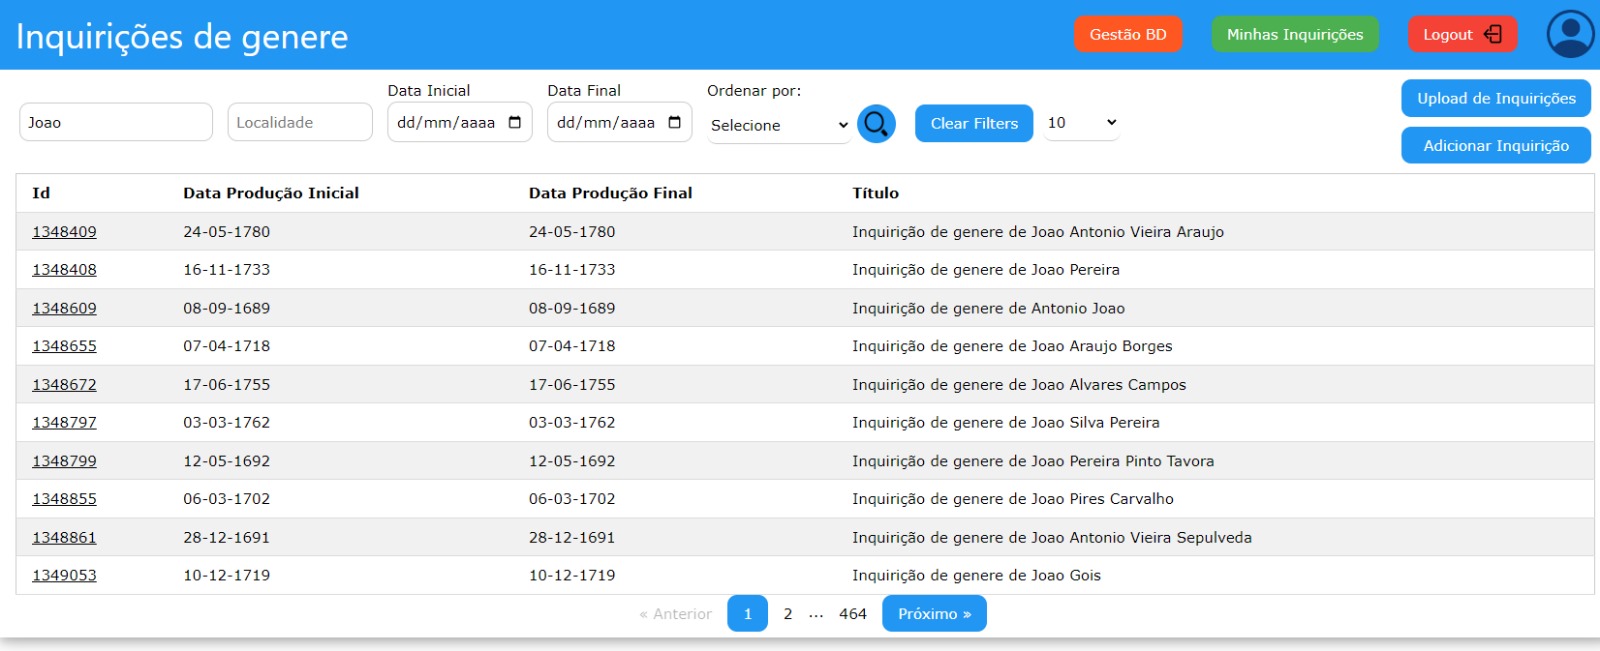 Inquirições de genere
Gestão BD
Minhas Inquirições
Logout
Data Inicial
Data Final
Ordenar por:
Joao
Localidade
dd/mm/aaaa
dd/mm/aaaa
Selecione
Clear Filters
10
Upload de Inquirições
Adicionar Inquirição
Id Data Produção Inicial Data Produção Final Título
1348409 24-05-1780 24-05-1780 Inquirição de genere de Joao Antonio Vieira Araujo
1348408 16-11-1733 16-11-1733 Inquirição de genere de Joao Pereira
1348609 08-09-1689 08-09-1689 Inquirição de genere de Antonio Joao
1348655 07-04-1718 07-04-1718 Inquirição de genere de Joao Araujo Borges
1348672 17-06-1755 17-06-1755 Inquirição de genere de Joao Alvares Campos
1348797 03-03-1762 03-03-1762 Inquirição de genere de Joao Silva Pereira
1348799 12-05-1692 12-05-1692 Inquirição de genere de Joao Pereira Pinto Tavora
1348855 06-03-1702 06-03-1702 Inquirição de genere de Joao Pires Carvalho
1348861 28-12-1691 28-12-1691 Inquirição de genere de Joao Antonio Vieira Sepulveda
1349053 10-12-1719 10-12-1719 Inquirição de genere de Joao Gois
« Anterior 1 2 ... 464 Próximo »